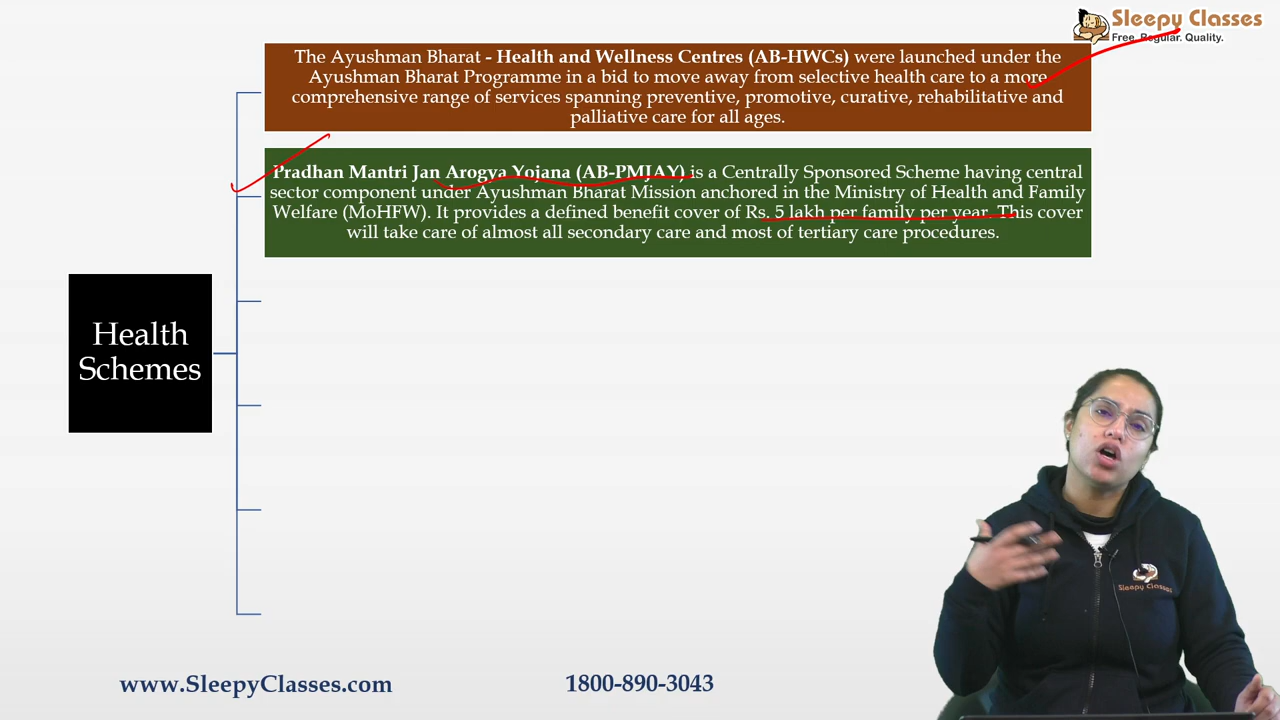 Sleepy Classes
Free. Regular. Quality.
The Ayushman Bharat - Health and Wellness Centres (AB-HWCs) were launched under the
Ayushman Bharat Programme in a bid to move away from selective health care to a more
comprehensive range of services spanning preventive, promotive, curative, rehabilitative and
palliative care for all ages.
Pradhan Mantri Jan Arogya Yojana (AB-PMJAY) is a Centrally Sponsored Scheme having central
sector component under Ayushman Bharat Mission anchored in the Ministry of Health and Family
Welfare (MoHFW). It provides a defined benefit cover of Rs. 5 lakh per family per year. This cover
will take care of almost all secondary care and most of tertiary care procedures.
Health
Schemes
Sleepy Classes
www.SleepyClasses.com
1800-890-3043